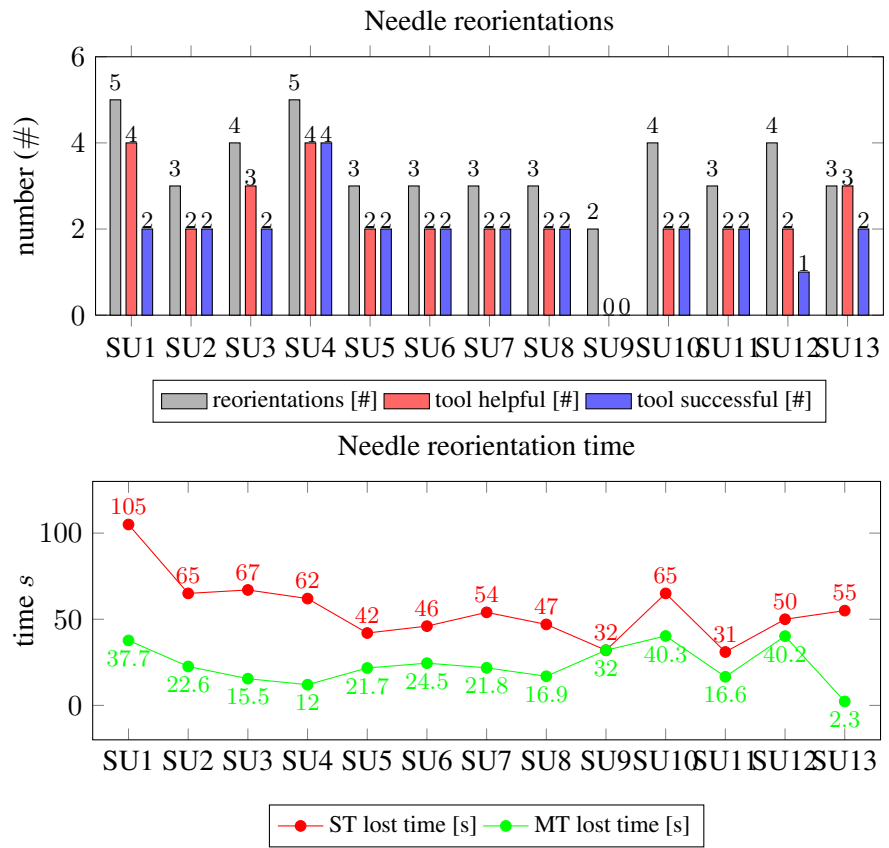 Needle reorientations
number (#)
6
4
2
0
5 4 2
3 2 2
4 3 2
5 4 4
3 2 2
3 2 2
3 2 2
3 2 2
2 0 0
4 2 2
3 2 2
4 2 1
3 3 2
SU1 SU2 SU3 SU4 SU5 SU6 SU7 SU8 SU9 SU10 SU11 SU12 SU13
reorientations [#] tool helpful [#] tool successful [#]
Needle reorientation time
time s
100
50
0
105 65 67 62 42 46 54 47 32 65 31 50 55
37.7 22.6 15.5 12 21.7 24.5 21.8 16.9 32 40.3 16.6 40.2 2.3
SU1 SU2 SU3 SU4 SU5 SU6 SU7 SU8 SU9 SU10 SU11 SU12 SU13
ST lost time [s] MT lost time [s]